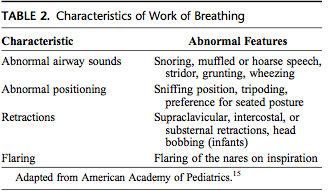 TABLE 2. Characteristics of Work of Breathing
Characteristic Abnormal Features
Abnormal airway sounds Snoring, muffled or hoarse speech,
stridor, grunting, wheezing
Abnormal positioning Sniffing position, tripoding,
preference for seated posture
Retractions Supraclavicular, intercostal, or
substernal retractions, head
bobbing (infants)
Flaring Flaring of the nares on inspiration
Adapted from American Academy of Pediatrics.15